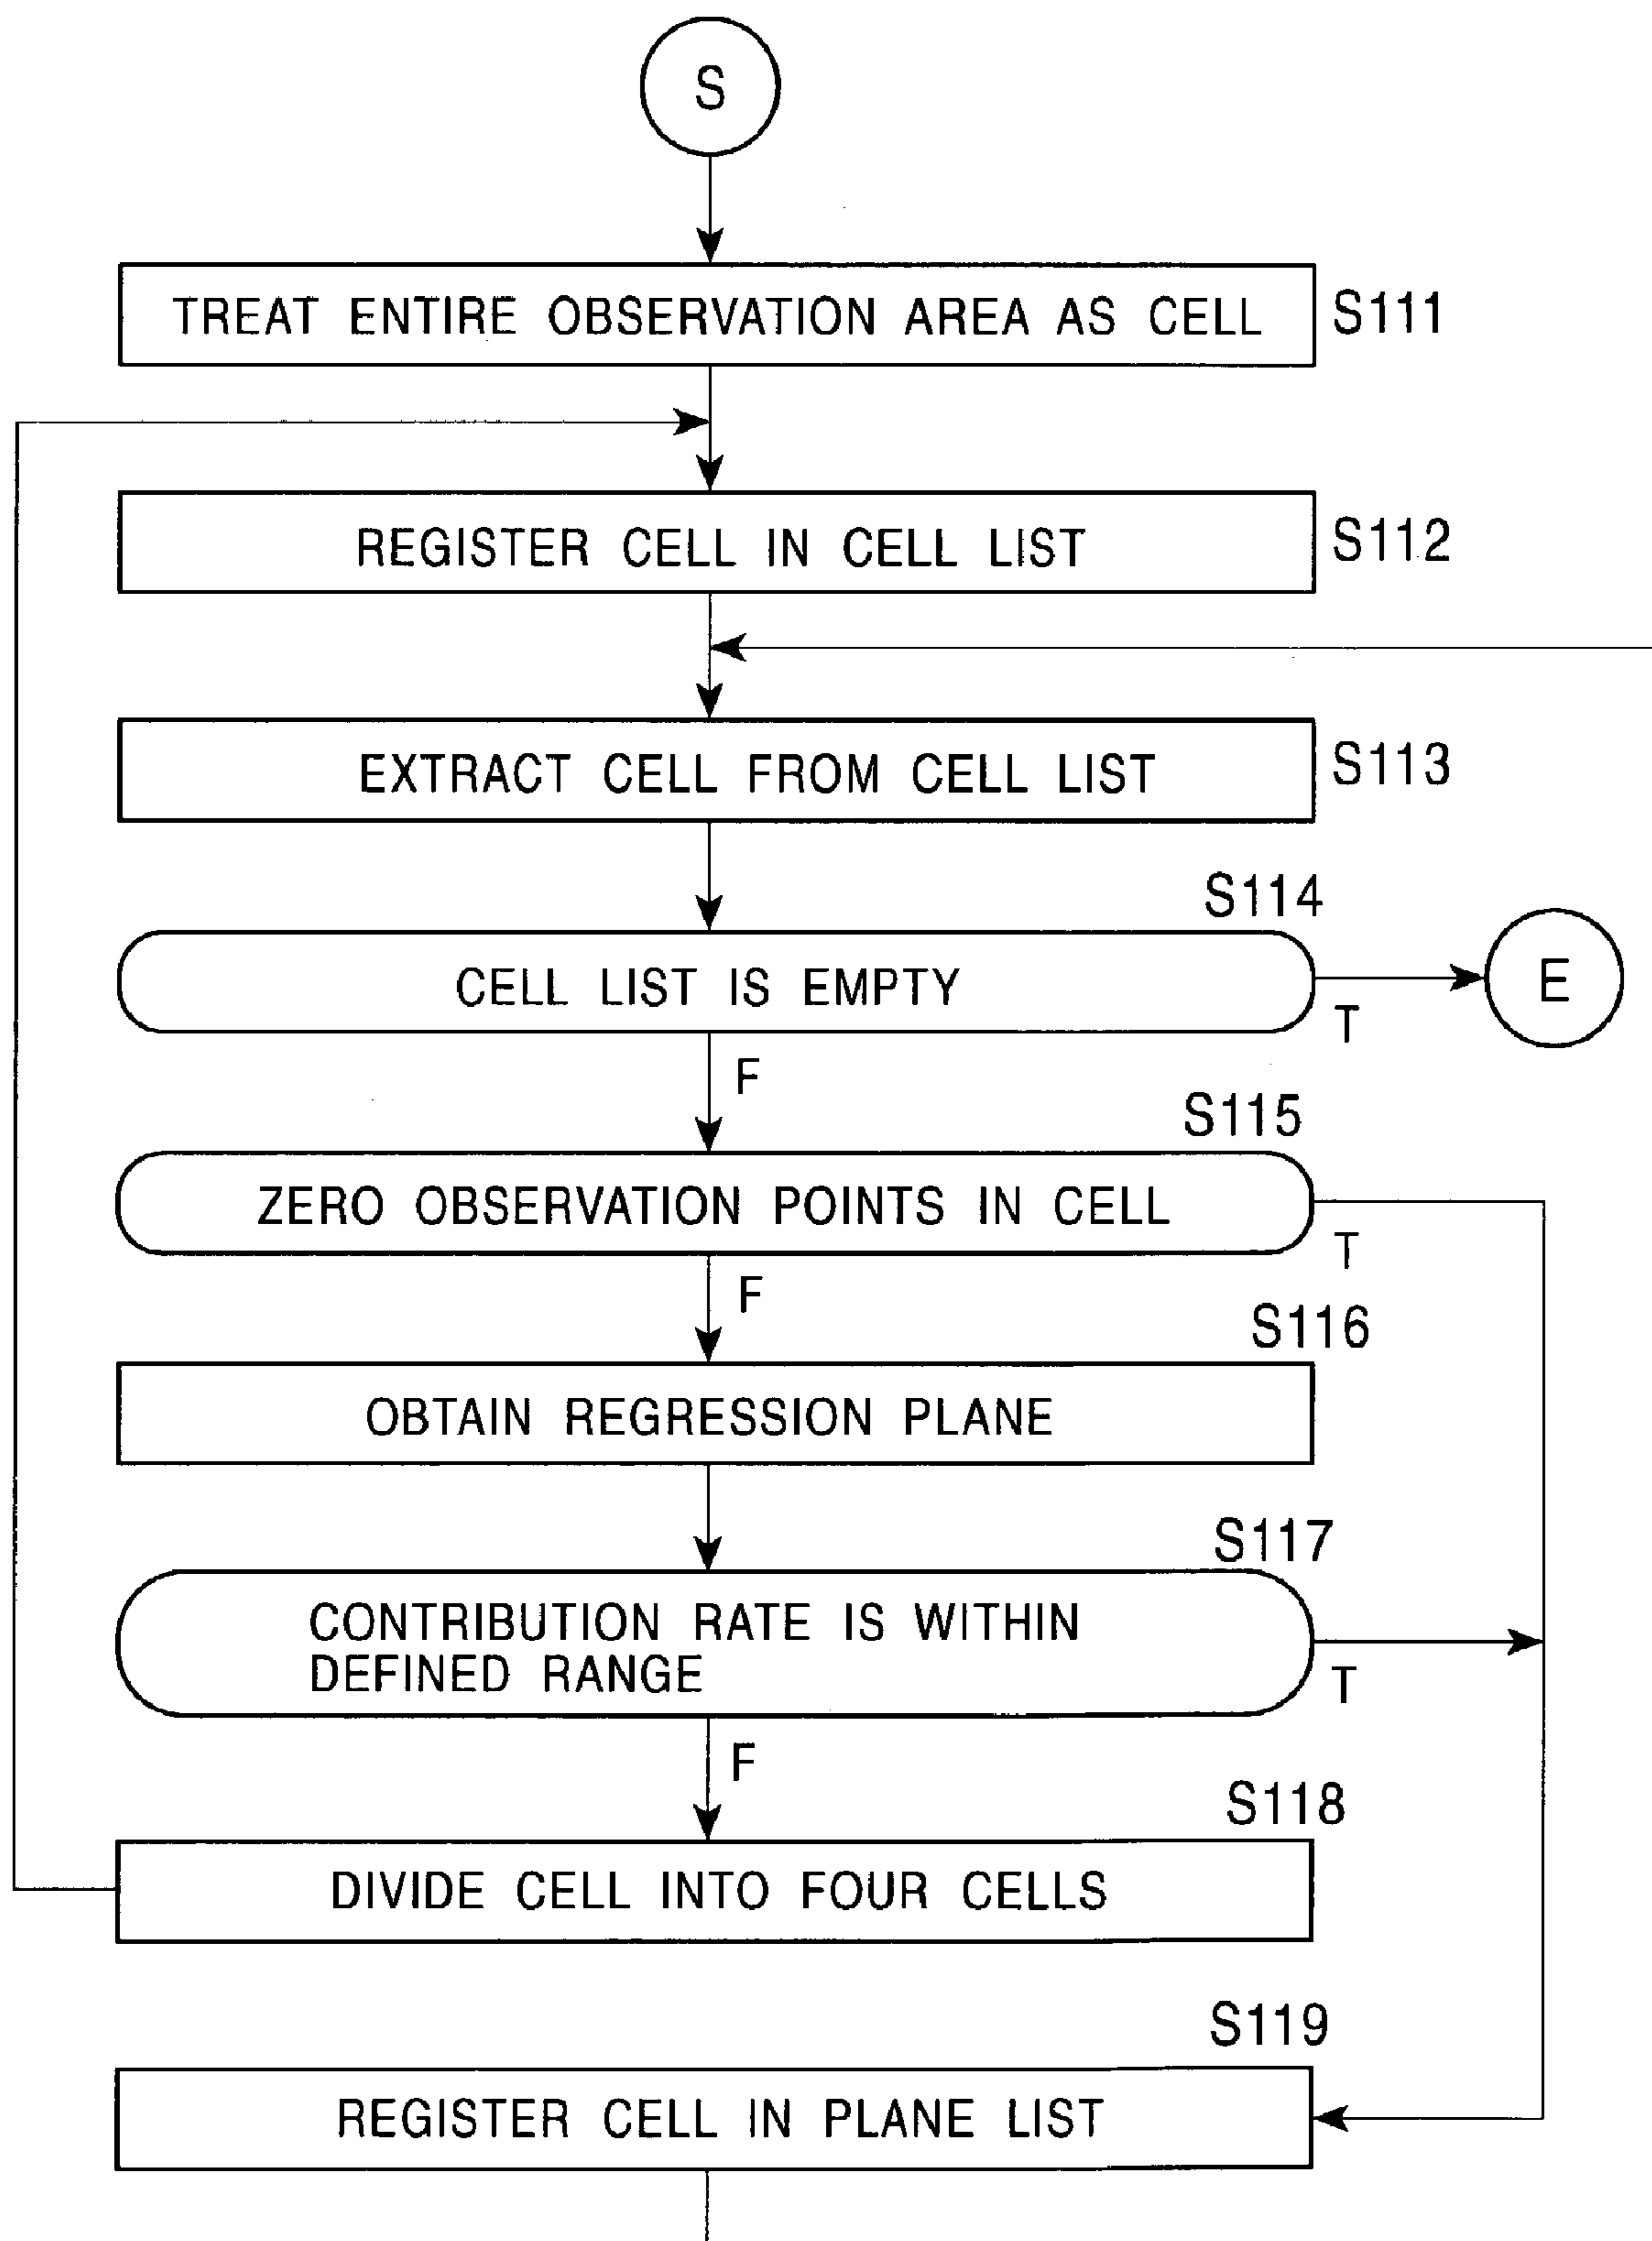 S
TREAT ENTIRE OBSERVATION AREA AS CELL
S111
REGISTER CELL IN CELL LIST
S112
EXTRACT CELL FROM CELL LIST
S113
S114
CELL LIST IS EMPTY
E
T
F
S115
ZERO OBSERVATION POINTS IN CELL
T
F
S116
OBTAIN REGRESSION PLANE
S117
CONTRIBUTION RATE IS WITHIN
DEFINED RANGE
T
F
S118
DIVIDE CELL INTO FOUR CELLS
S119
REGISTER CELL IN PLANE LIST